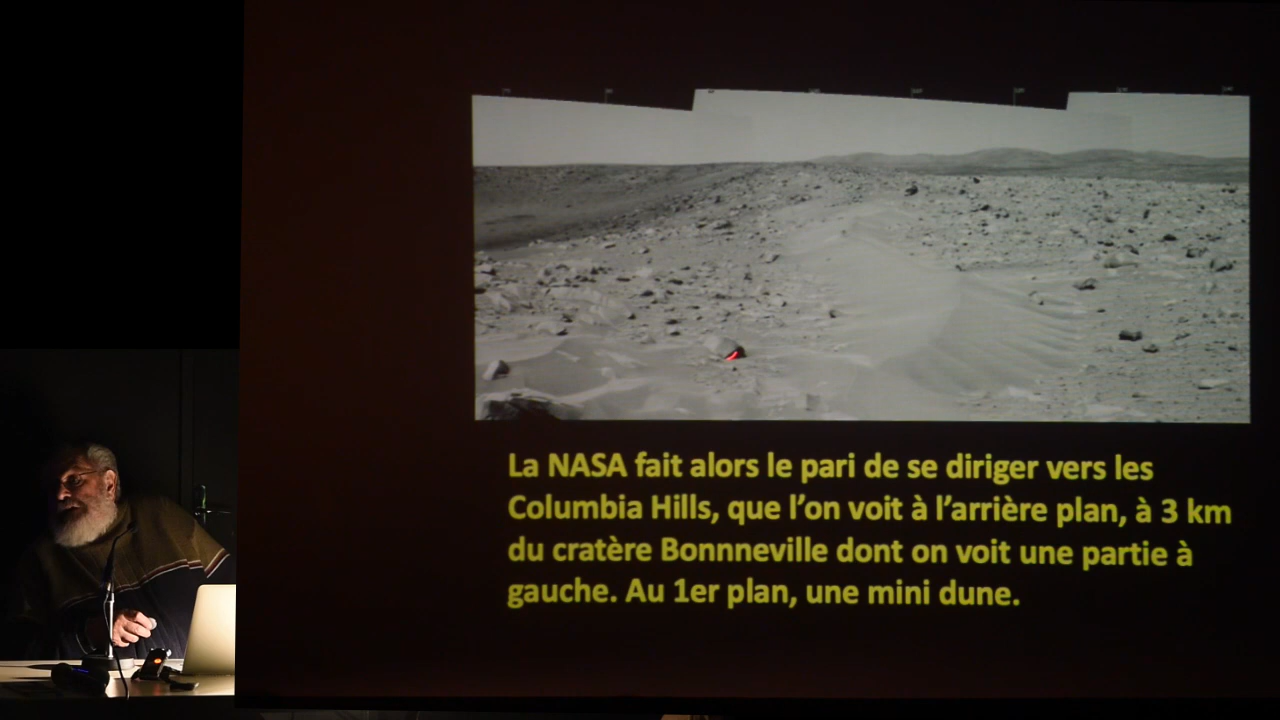 La NASA fait alors le pari de se diriger vers les
Columbia Hills, que l’on voit à l’arrière plan, à 3 km
du cratère Bonnneville dont on voit une partie à
gauche. Au 1er plan, une mini dune.